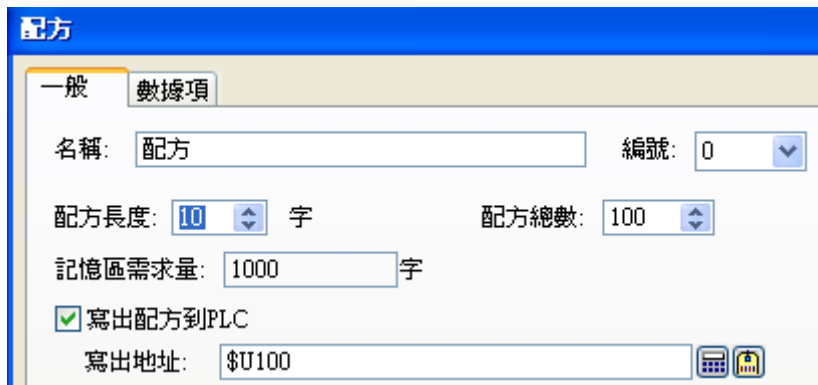 配方
一般 數據項
名稱: 配方 編號: 0
配方長度: 10 字 配方總數: 100
記憶區需求量: 1000 字
寫出配方到PLC
寫出地址: $U100